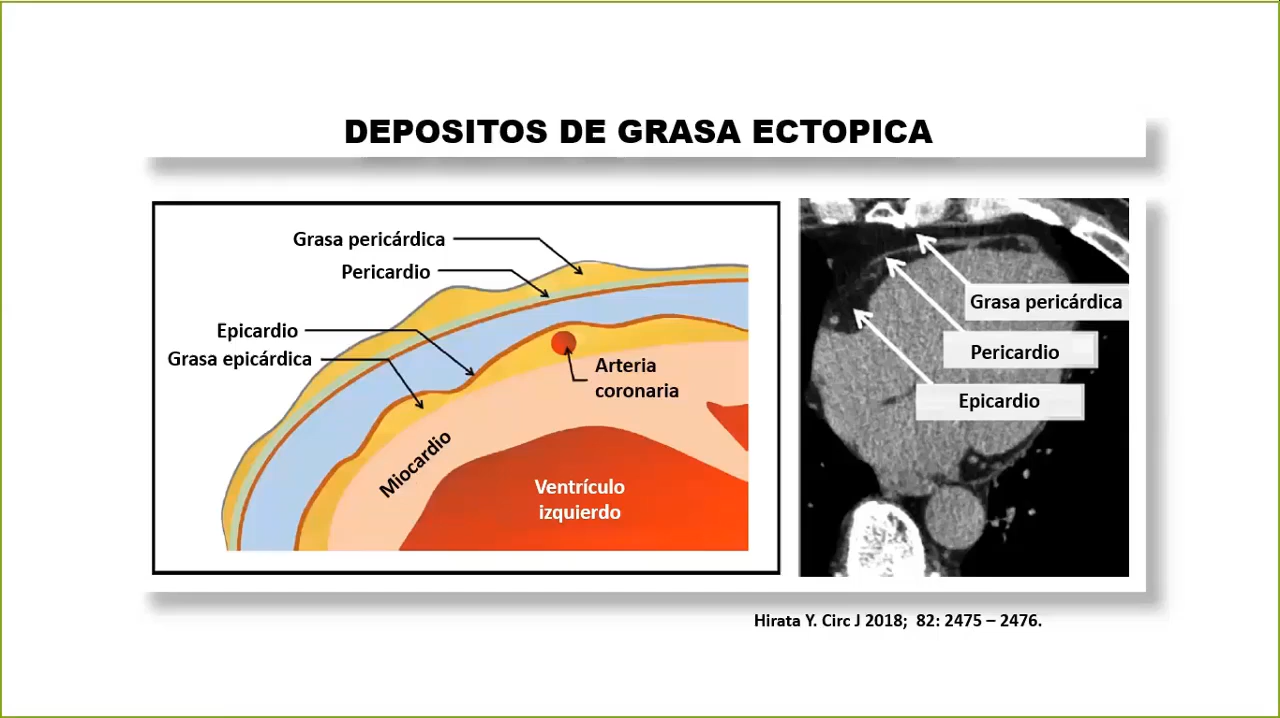 DEPOSITOS DE GRASA ECTOPICA
Grasa pericárdica
Pericardio
Epicardio
Grasa epicárdica
Arteria
coronaria
Miocardio
Ventrículo
izquierdo
Grasa pericárdica
Pericardio
Epicardio
Hirata Y. Circ J 2018; 82: 2475 – 2476.